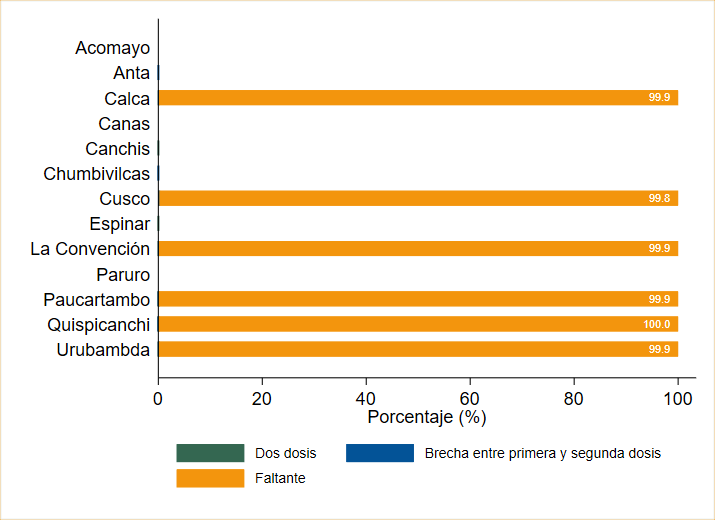 Acomayo
Anta
Calca 99.9
Canas
Canchis
Chumbivilcas
Cusco 99.8
Espinar
La Convención 99.9
Paruro
Paucartambo 99.9
Quispicanchi 100.0
Urubambda 99.9
0 20 40 60 80 100
Porcentaje (%)
Dos dosis Brecha entre primera y segunda dosis
Faltante